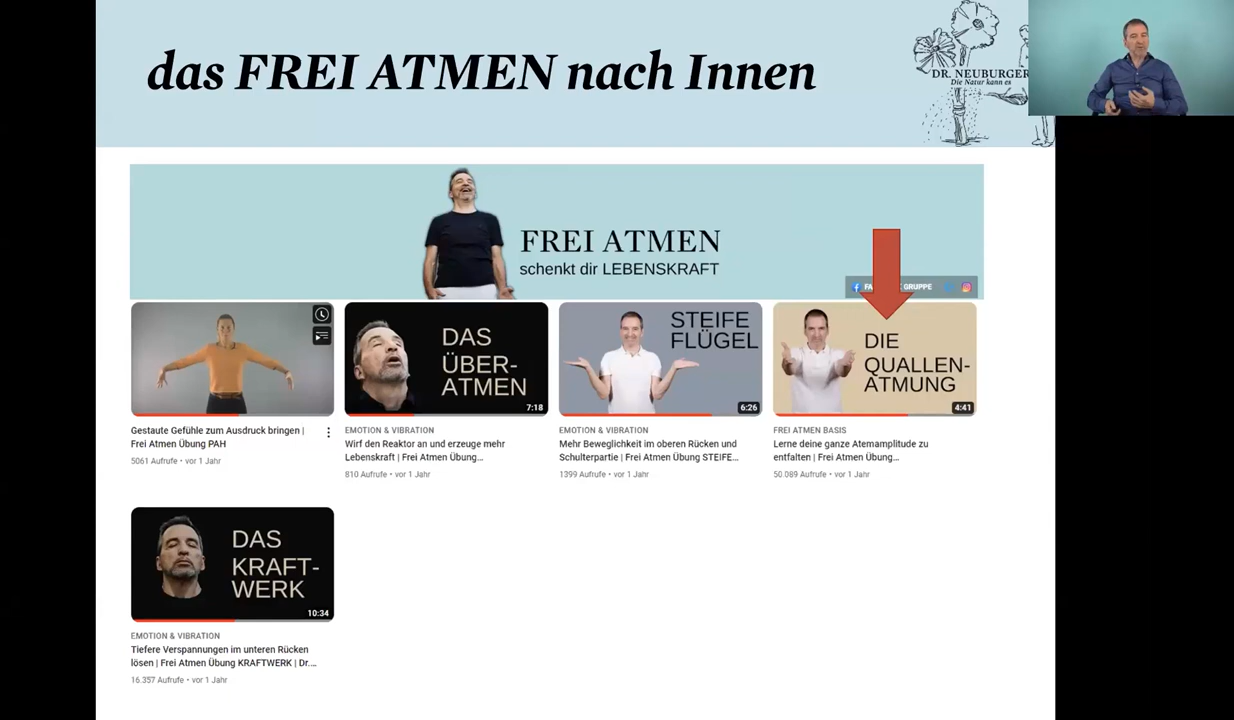 das FREI ATMEN nach Innen
DR. NEUBURGER
Die Natur kann es
FREI ATMEN
schenkt dir LEBENSKRAFT
GRUPPE
DAS
ÜBER-
ATMEN
7:18
STEIFE
FLÜGEL
6:26
DIE
QUALLEN-
ATMUNG
4:41
Gestaute Gefühle zum Ausdruck bringen |
Frei Atmen Übung PAH
5061 Aufrufe • vor 1 Jahr
EMOTION & VIBRATION
Wirf den Reaktor an und erzeuge mehr
Lebenskraft | Frei Atmen Übung...
810 Aufrufe • vor 1 Jahr
EMOTION & VIBRATION
Mehr Beweglichkeit im oberen Rücken und
Schulterpartie | Frei Atmen Übung STEIFE...
1399 Aufrufe • vor 1 Jahr
FREI ATMEN BASIS
Lerne deine ganze Atemamplitude zu
entfalten | Frei Atmen Übung...
50.089 Aufrufe • vor 1 Jahr
DAS
KRAFT-
WERK
10:34
EMOTION & VIBRATION
Tiefere Verspannungen im unteren Rücken
lösen | Frei Atmen Übung KRAFTWERK | Dr....
16.357 Aufrufe • vor 1 Jahr